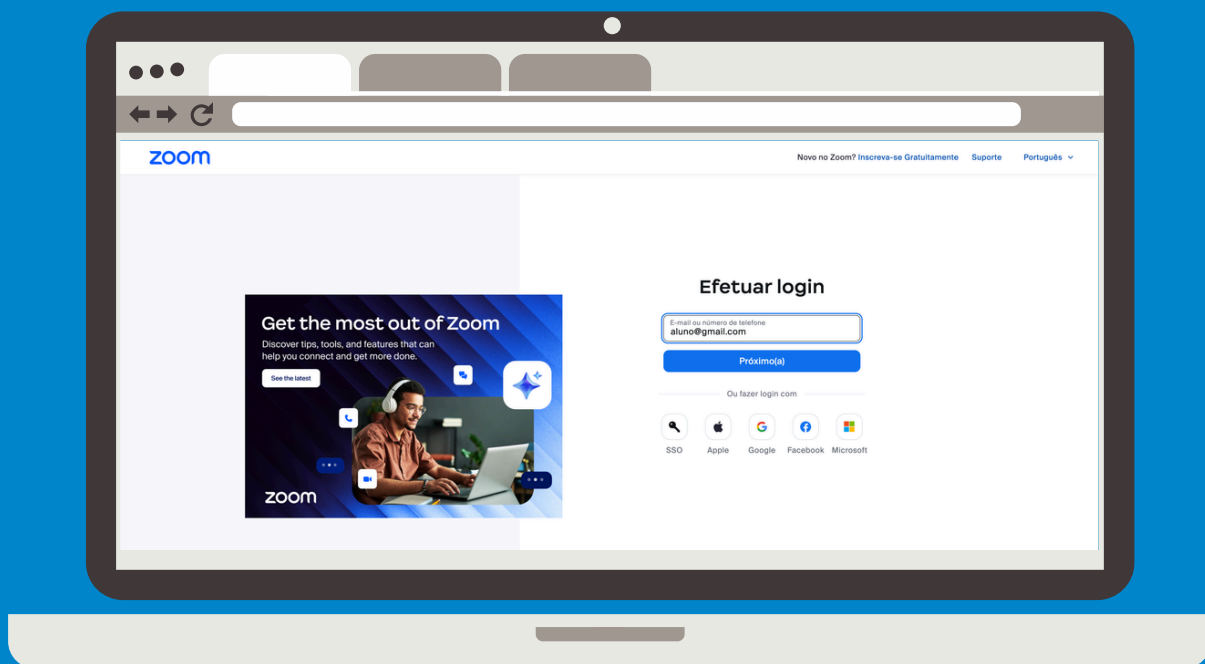 zoom
Novo no Zoom? Inscreva-se Gratuitamente Suporte Português
Get the most out of Zoom
Discover tips, tools, and features that can
help you connect and get more done.
See the latest
zoom
Efetuar login
E-mail ou número de telefone
aluno@gmail.com
Próximo(a)
Ou fazer login com
SSO Apple Google Facebook Microsoft